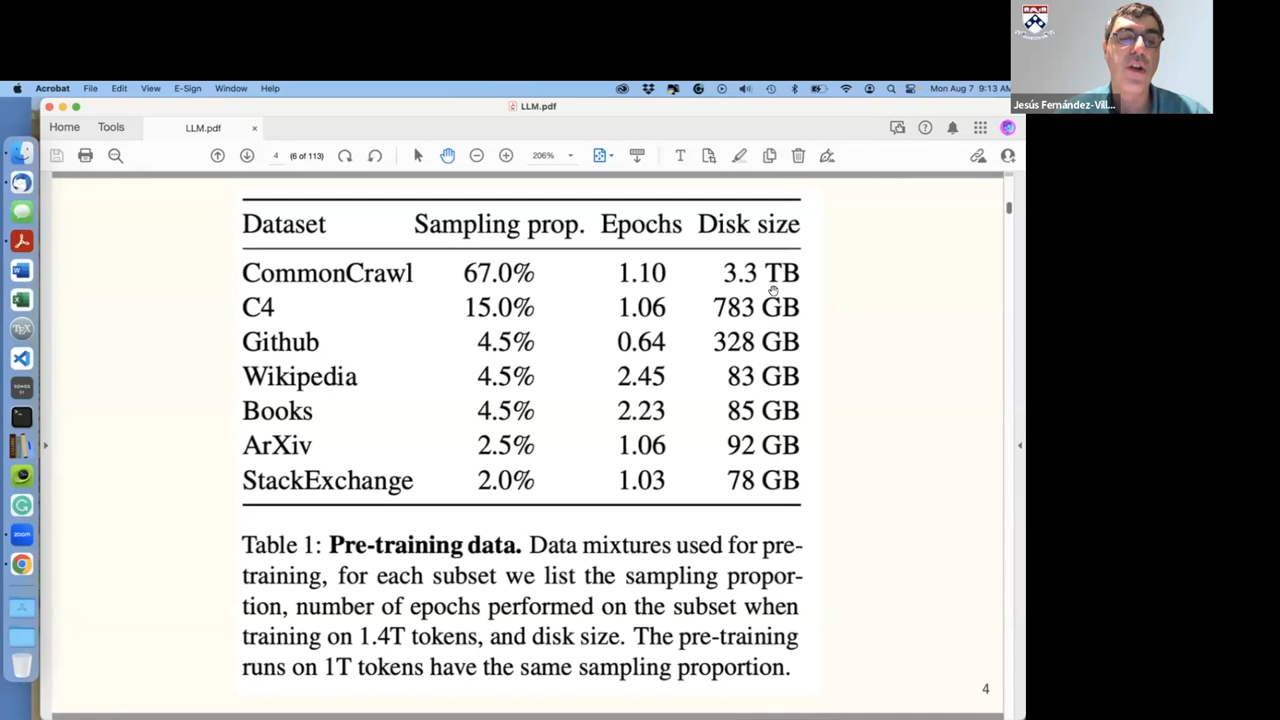 Jesús Fernández-Vill...
Acrobat File Edit View E-Sign Window Help Mon Aug 7 9:13 AM
LLM.pdf
Home Tools LLM.pdf ×
4 (6 of 113) 206%
Dataset Sampling prop. Epochs Disk size
CommonCrawl 67.0% 1.10 3.3 TB
C4 15.0% 1.06 783 GB
Github 4.5% 0.64 328 GB
Wikipedia 4.5% 2.45 83 GB
Books 4.5% 2.23 85 GB
ArXiv 2.5% 1.06 92 GB
StackExchange 2.0% 1.03 78 GB
Table 1: Pre-training data. Data mixtures used for pre-
training, for each subset we list the sampling propor-
tion, number of epochs performed on the subset when
training on 1.4T tokens, and disk size. The pre-training
runs on 1T tokens have the same sampling proportion.
4
zoom